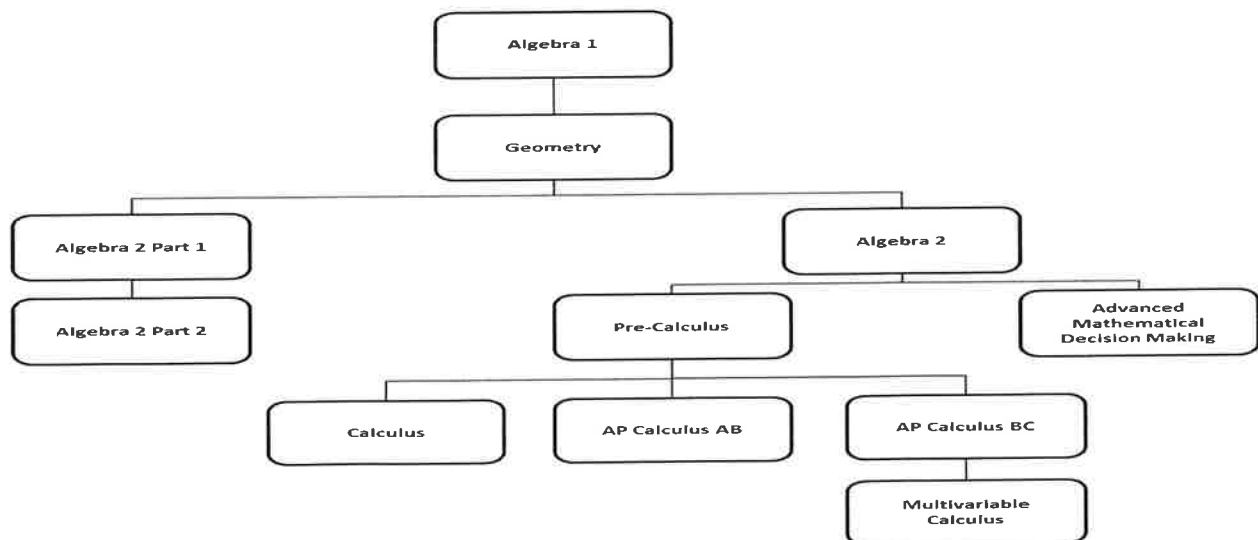 Algebra 1
Geometry
Algebra 2 Part 1
Algebra 2
Algebra 2 Part 2
Pre-Calculus
Advanced
Mathematical
Decision Making
Calculus
AP Calculus AB
AP Calculus BC
Multivariable
Calculus